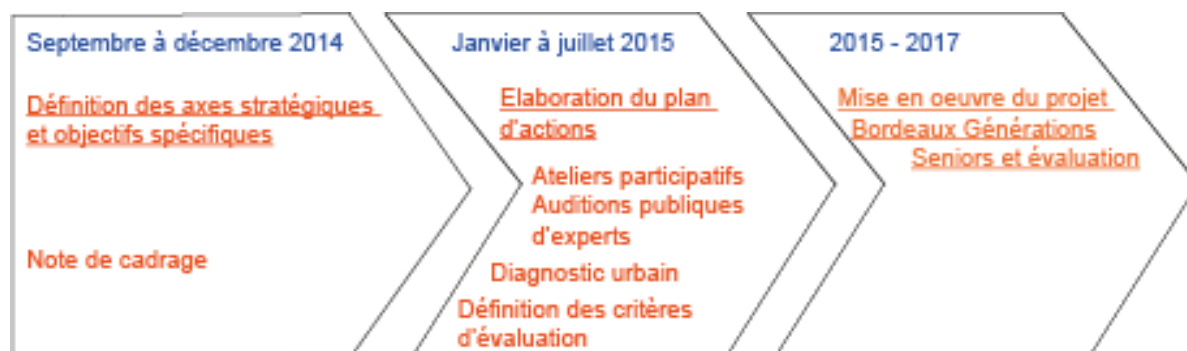 Septembre à décembre 2014
Définition des axes stratégiques
et objectifs spécifiques
Note de cadrage
Janvier à juillet 2015
Elaboration du plan
d'actions
Ateliers participatifs
Auditions publiques
d'experts
Diagnostic urbain
Définition des critères
d'évaluation
2015 - 2017
Mise en oeuvre du projet
Bordeaux Générations
Seniors et évaluation